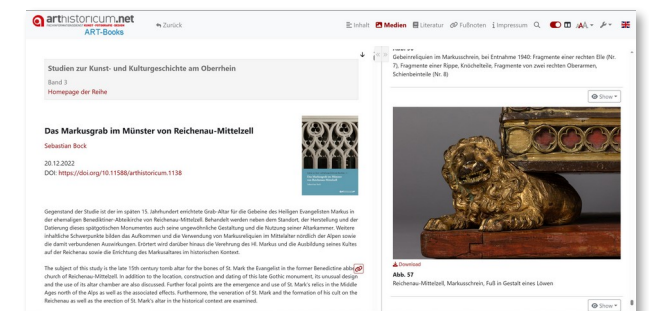 arthistoricum.net
ART-Books
Zurück
Inhalt Medien Literatur Fußnoten Impressum
Studien zur Kunst- und Kulturgeschichte am Oberrhein
Band 3
Homepage der Reihe
Das Markusgrab im Münster von Reichenau-Mittelzell
Sebastian Bock
20.12.2022
DOI: https://doi.org/10.11588/arthistoricum.1138
Gegenstand der Studie ist der im späten 15. Jahrhundert errichtete Grab-Altar für die Gebeine des Heiligen Evangelisten Markus in
der ehemaligen Benediktiner-Abteikirche von Reichenau-Mittelzell. Behandelt werden neben dem Standort, der Herstellung und der
Datierung dieses spätgotischen Monumentes auch seine ungewöhnliche Gestaltung und die Nutzung seiner Altarkammer. Weitere
inhaltliche Schwerpunkte bilden das Aufkommen und die Verwendung von Markusreliquien im Mittelalter nördlich der Alpen sowie
die damit verbundenen Auswirkungen. Erörtert wird darüber hinaus die Verehrung des Hl. Markus und die Ausbildung seines Kultes
auf der Reichenau sowie die Errichtung des Markusaltares im historischen Kontext.
The subject of this study is the late 15th century tomb altar for the bones of St. Mark the Evangelist in the former Benedictine abbey
church of Reichenau-Mittelzell. In addition to the location, construction and dating of this late Gothic monument, its unusual design
and the use of its altar chamber are also discussed. Further focal points are the emergence and use of St. Mark's relics in the Middle
Ages north of the Alps as well as the associated effects. Furthermore, the veneration of St. Mark and the formation of his cult on the
Reichenau as well as the erection of St. Mark's altar in the historical context are examined.
Gebeinreliquien im Markusschrein, bei Entnahme 1940: Fragmente einer rechten Elle (Nr.
7), Fragmente einer Rippe, Knöchelteile, Fragmente von zwei rechten Oberarmen,
Schienbeinteile (Nr. 8)
Show
Download
Abb. 57
Reichenau-Mittelzell, Markusschrein, Fuß in Gestalt eines Löwen
Show